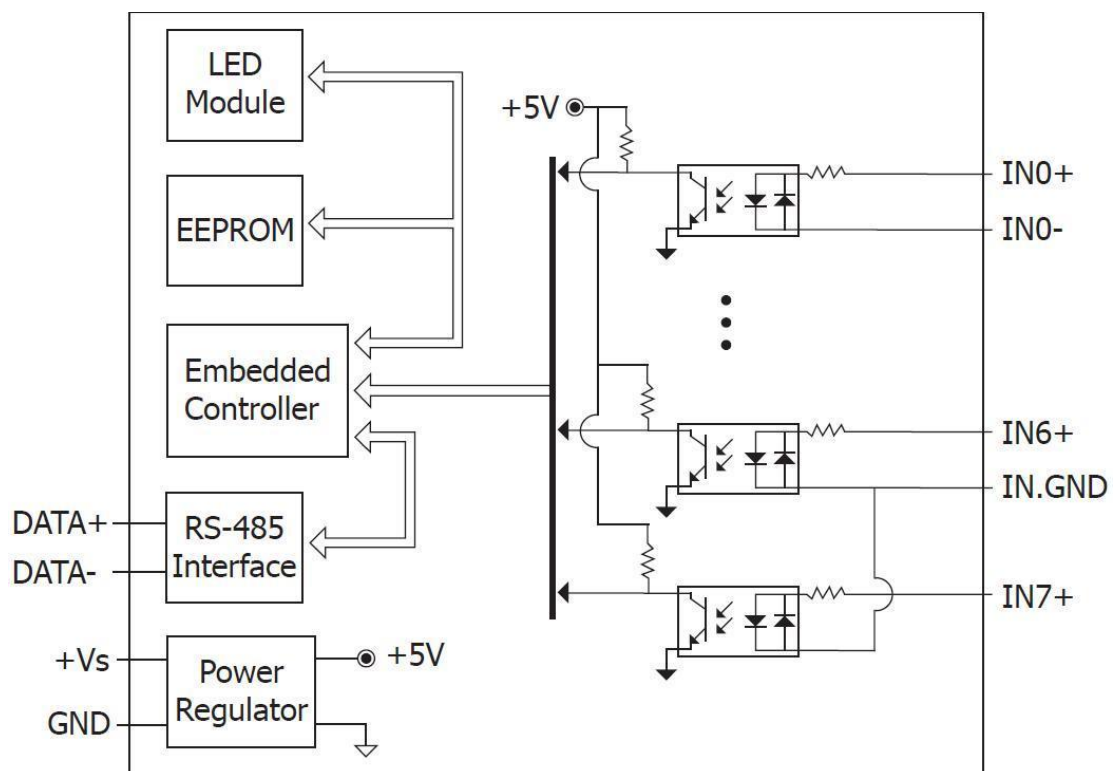 LED
Module
+5V
IN0+
IN0-
EEPROM
Embedded
Controller
IN6+
IN.GND
DATA+
RS-485
Interface
DATA-
IN7+
+Vs
Power
Regulator
+5V
GND